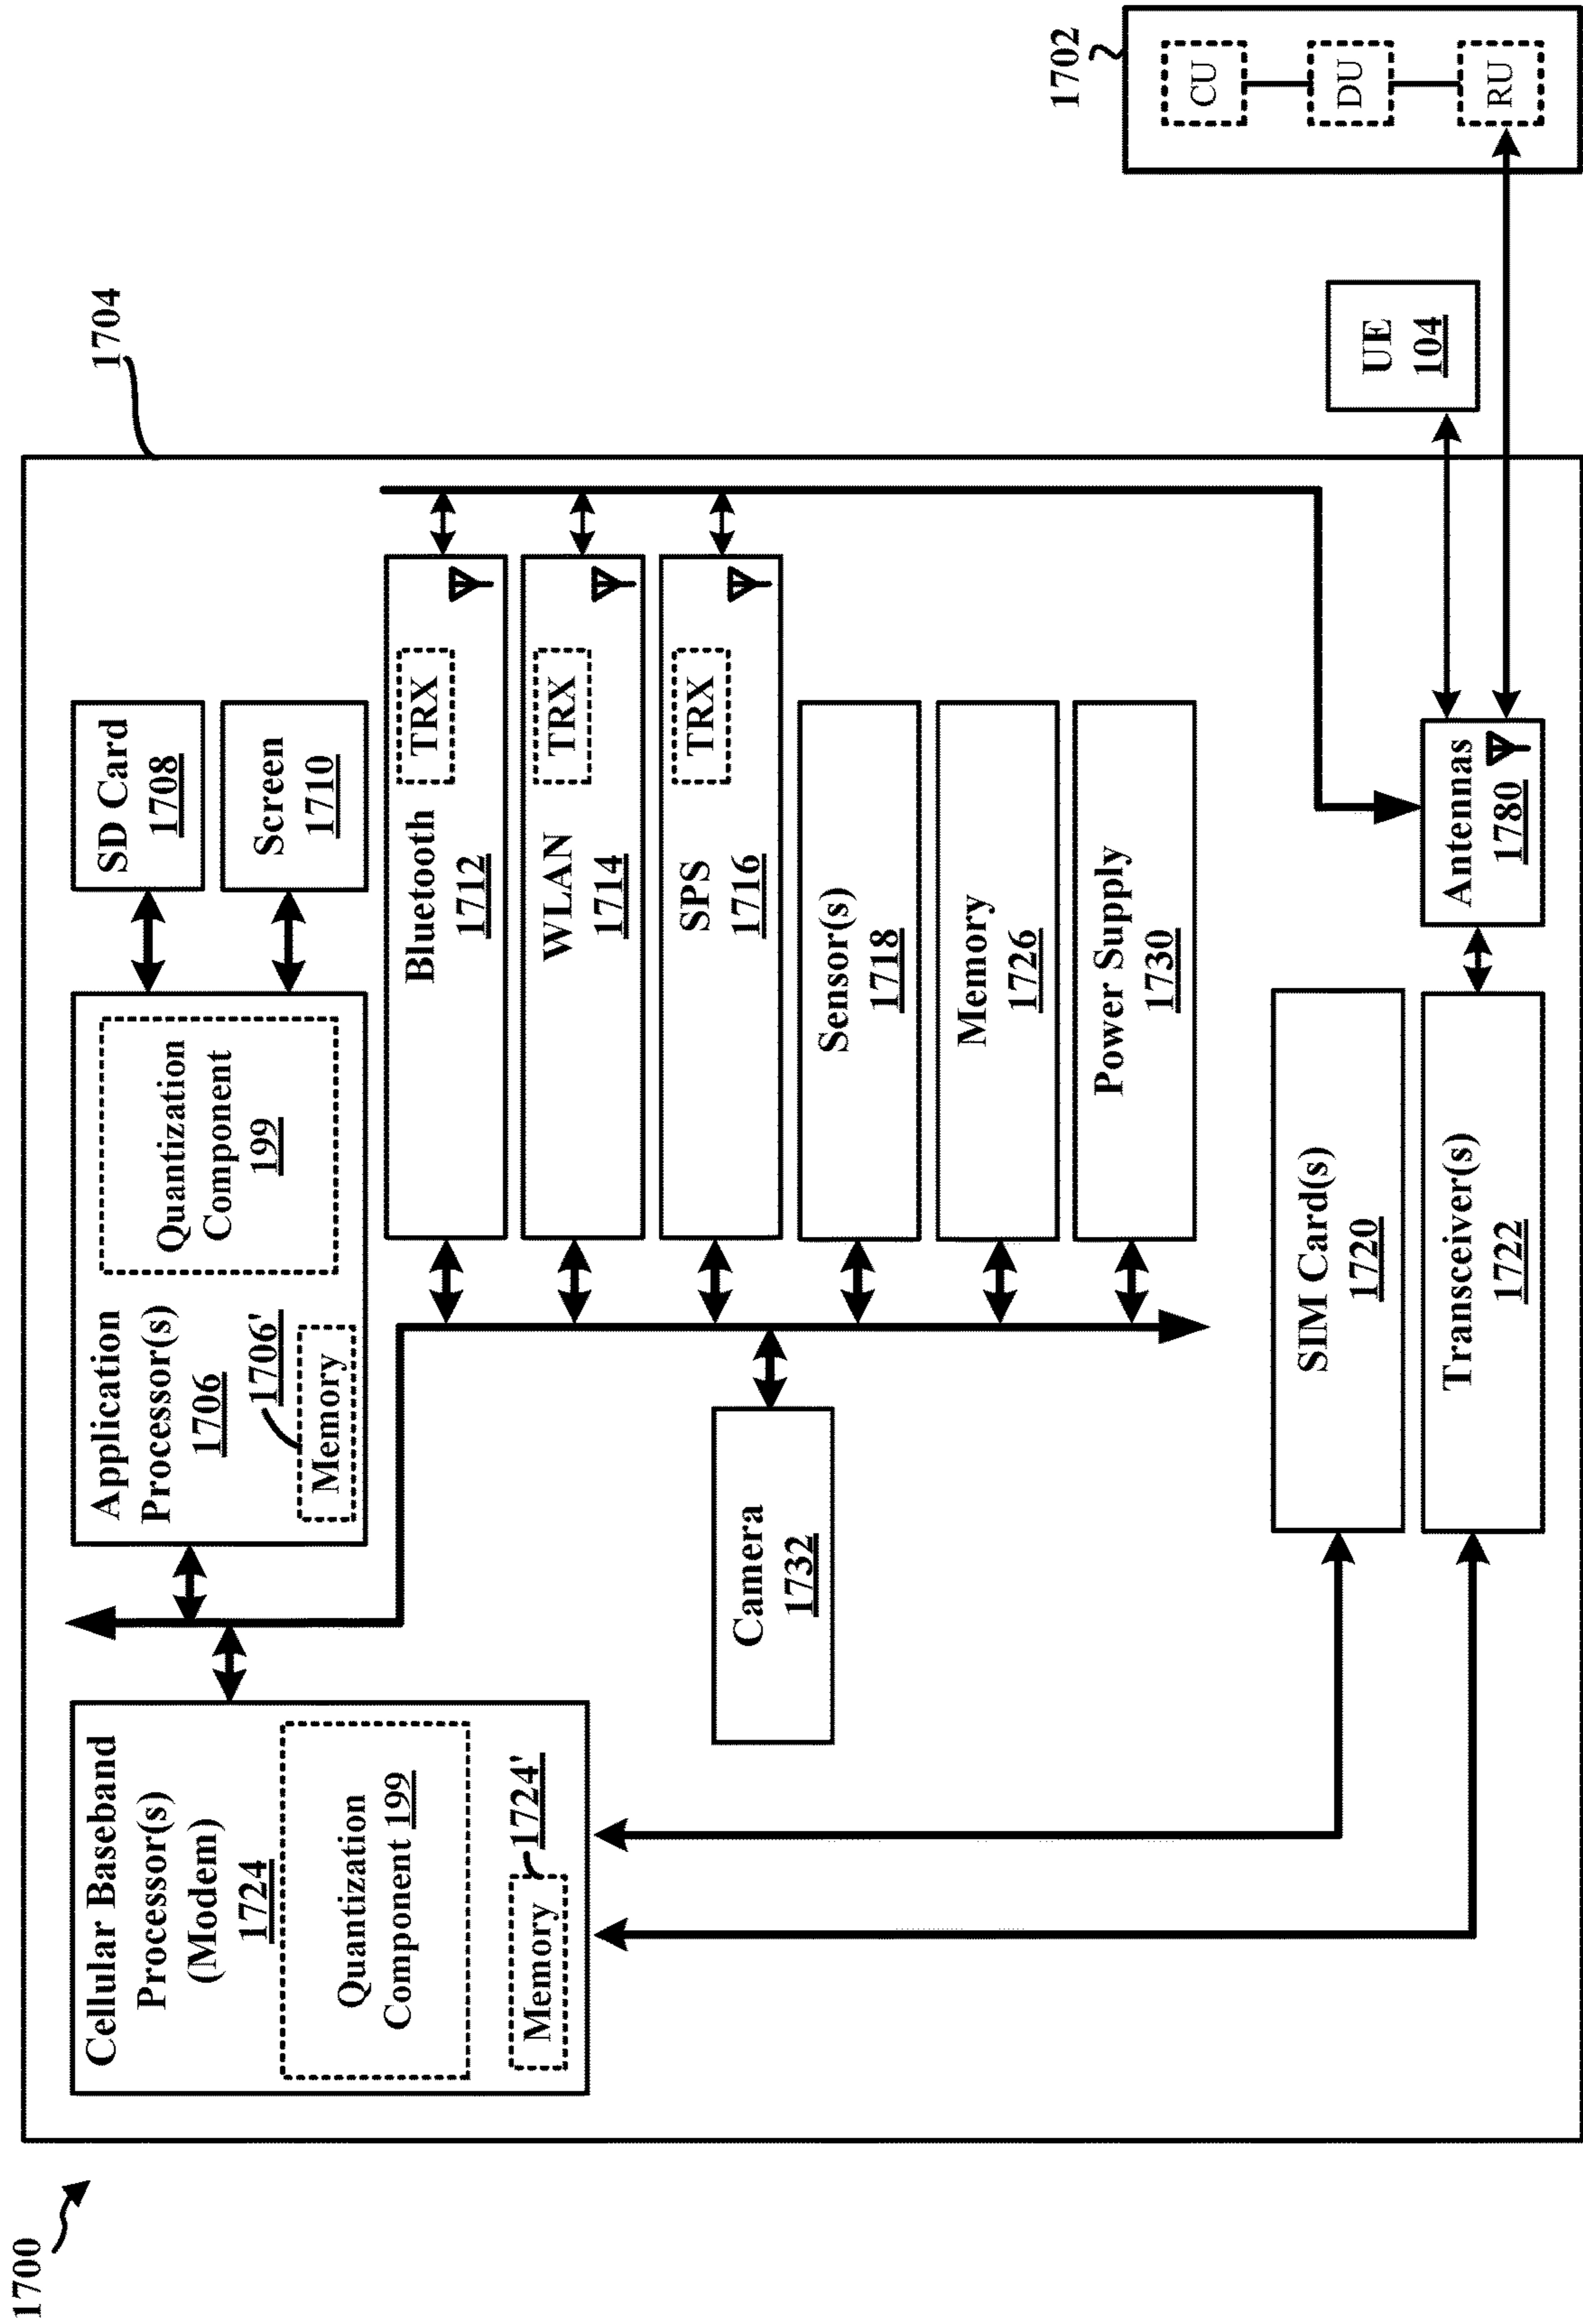 1700
1704
Cellular Baseband
Processor(s)
(Modem)
1724
Quantization
Component 199
1724'
Memory
Application
Processor(s)
1706
1706'
Memory
Quantization
Component
199
SD Card
1708
Screen
1710
Bluetooth
1712
TRX
WLAN
1714
TRX
SPS
1716
TRX
Sensor(s)
1718
Memory
1726
Power Supply
1730
Camera
1732
SIM Card(s)
1720
Transceiver(s)
1722
Antennas
1780
UE
104
1702
CU
DU
RU